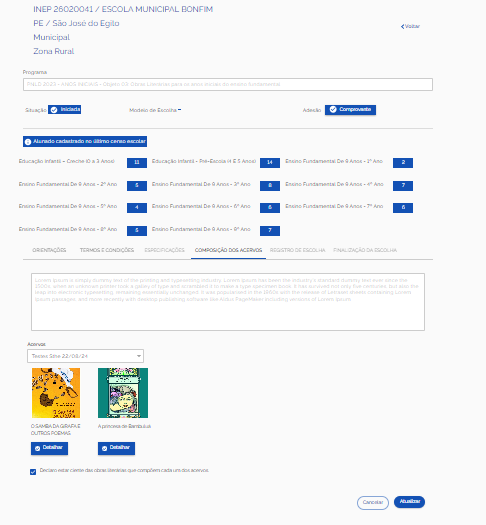 INEP 26020041 / ESCOLA MUNICIPAL BONFIM
PE / São José do Egito
Voltar
Municipal
Zona Rural
Programa
PNLD 2023 - ANOS INICIAIS - Objeto 03: Obras Literárias para os anos iniciais do ensino fundamental
Situação Iniciada
Modelo de Escolha -
Adesão Comprovante
Alunado cadastrado no último censo escolar
Educação Infantil - Creche (0 a 3 Anos) 11
Educação Infantil - Pré-Escola (4 E 5 Anos) 14
Ensino Fundamental De 9 Anos - 1º Ano 2
Ensino Fundamental De 9 Anos - 2º Ano 5
Ensino Fundamental De 9 Anos - 3º Ano 8
Ensino Fundamental De 9 Anos - 4º Ano 7
Ensino Fundamental De 9 Anos - 5º Ano 4
Ensino Fundamental De 9 Anos - 6º Ano 6
Ensino Fundamental De 9 Anos - 7º Ano 6
Ensino Fundamental De 9 Anos - 8º Ano 5
Ensino Fundamental De 9 Anos - 9º Ano 7
ORIENTAÇÕES TERMOS E CONDIÇÕES ESPECIFICAÇÕES COMPOSIÇÃO DOS ACERVOS REGISTRO DE ESCOLHA FINALIZAÇÃO DA ESCOLHA
Lorem Ipsum is simply dummy text of the printing and typesetting industry. Lorem Ipsum has been the industry's standard dummy text ever since the
1500s, when an unknown printer took a galley of type and scrambled it to make a type specimen book. It has survived not only five centuries, but also the
leap into electronic typesetting, remaining essentially unchanged. It was popularised in the 1960s with the release of Letraset sheets containing Lorem
Ipsum passages, and more recently with desktop publishing software like Aldus PageMaker including versions of Lorem Ipsum.
Acervos
Testes Site 22/08/24
O SAMBA DA GIRAFA E
OUTROS POEMAS
A princesa de Bambuluá
Detalhar
Detalhar
Declaro estar ciente das obras literárias que compõem cada um dos acervos.
Cancelar
Atualizar